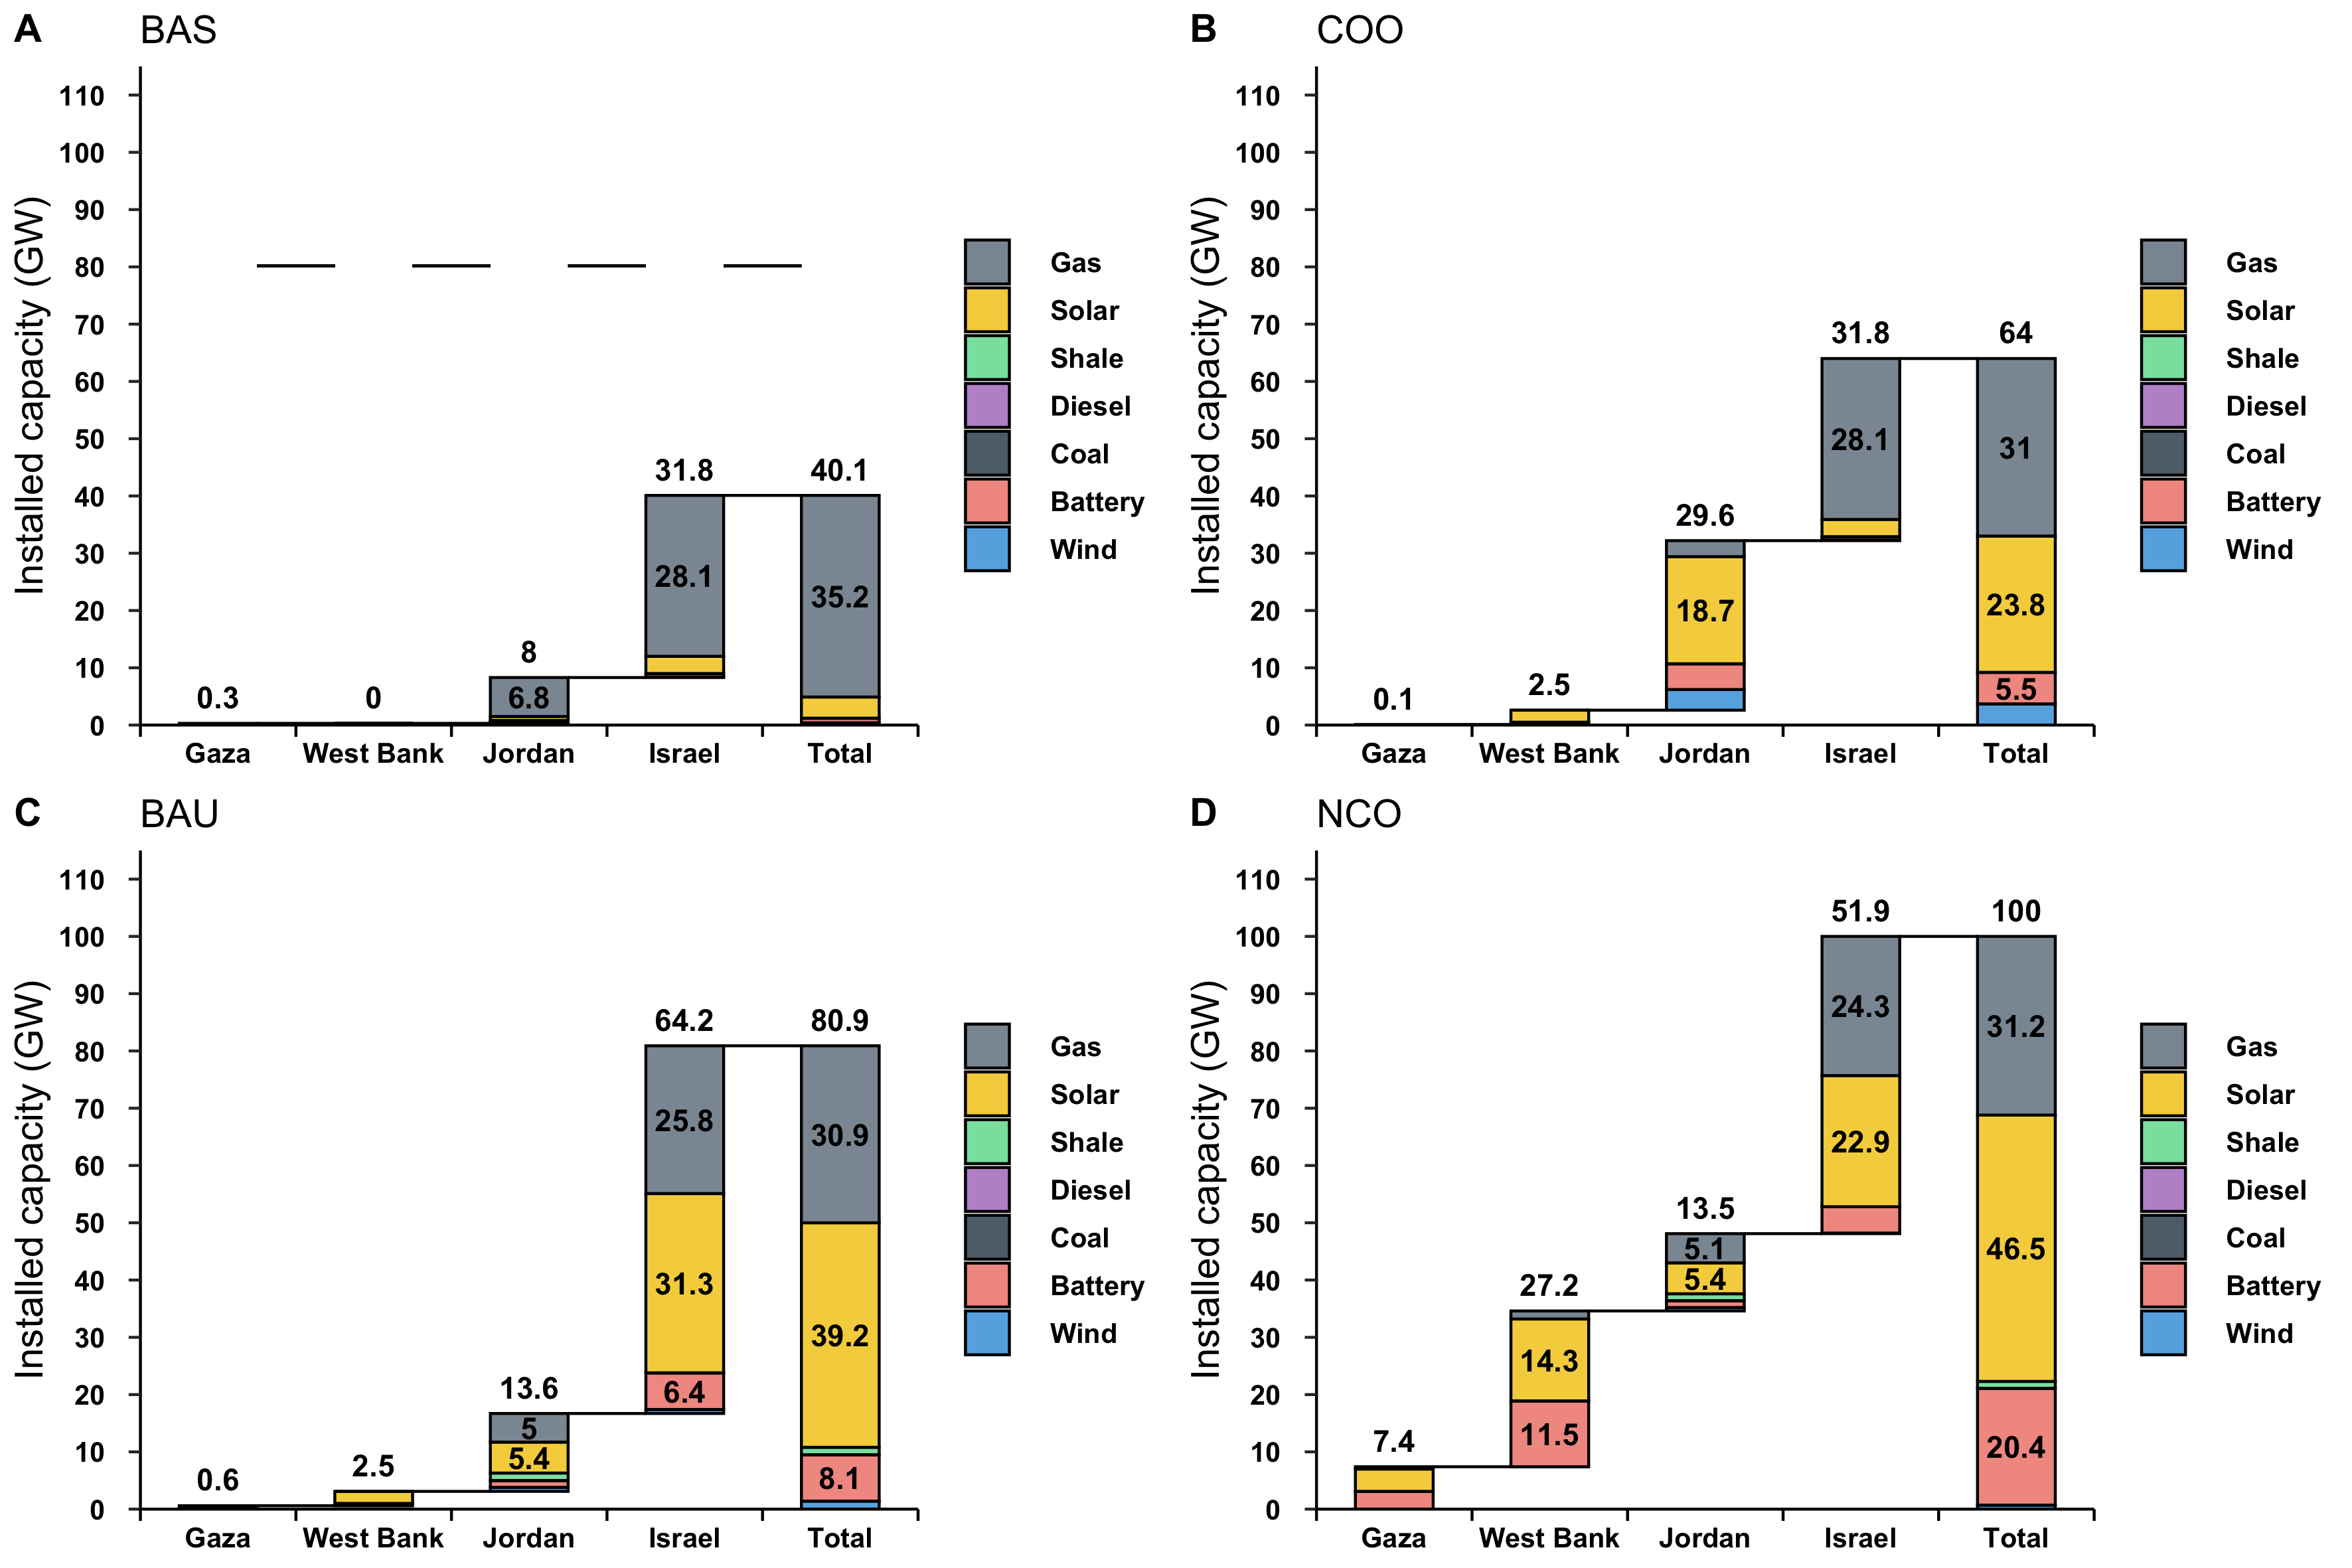 A BAS
Installed capacity (GW)
110
100
90
80
70
60
50
40
30
20
10
0
0.3
0
8
6.8
31.8
28.1
40.1
35.2
Gaza West Bank Jordan Israel Total
Gas
Solar
Shale
Diesel
Coal
Battery
Wind
B COO
Installed capacity (GW)
110
100
90
80
70
60
50
40
30
20
10
0
0.1
2.5
29.6
18.7
31.8
28.1
64
31
23.8
5.5
Gaza West Bank Jordan Israel Total
Gas
Solar
Shale
Diesel
Coal
Battery
Wind
C BAU
Installed capacity (GW)
110
100
90
80
70
60
50
40
30
20
10
0
0.6
2.5
13.6
5
5.4
64.2
25.8
31.3
6.4
80.9
30.9
39.2
8.1
Gaza West Bank Jordan Israel Total
Gas
Solar
Shale
Diesel
Coal
Battery
Wind
D NCO
Installed capacity (GW)
110
100
90
80
70
60
50
40
30
20
10
0
7.4
27.2
14.3
11.5
13.5
5.1
5.4
51.9
24.3
22.9
100
31.2
46.5
20.4
Gaza West Bank Jordan Israel Total
Gas
Solar
Shale
Diesel
Coal
Battery
Wind